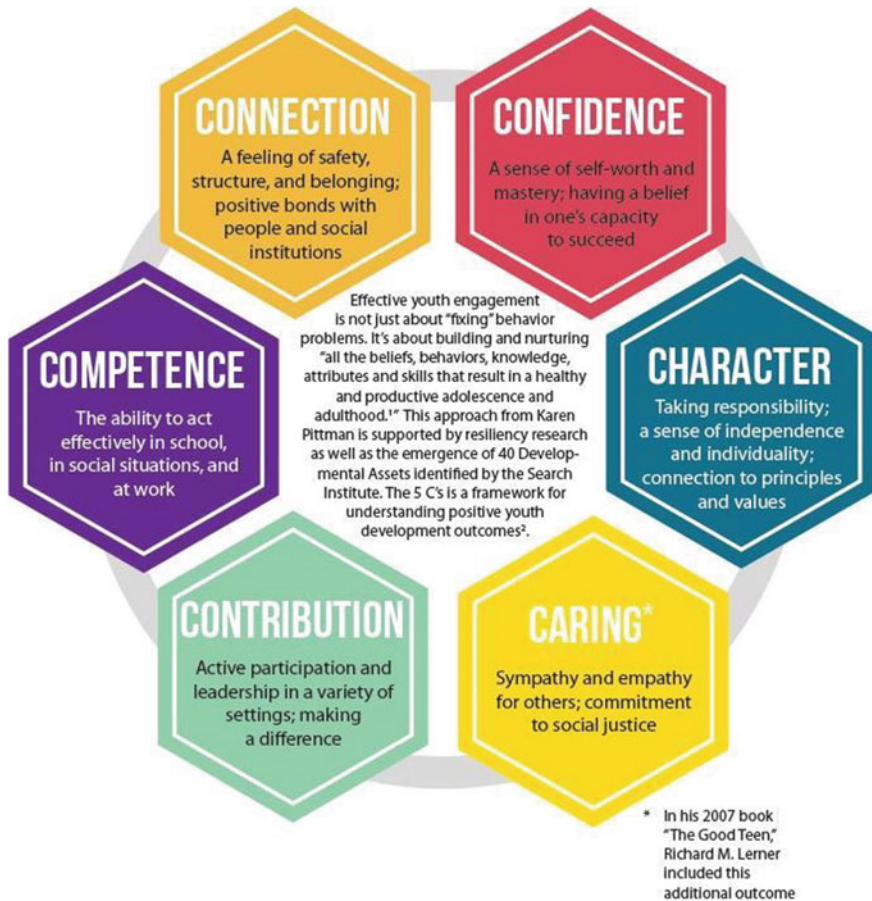 CONNECTION
A feeling of safety,
structure, and belonging;
positive bonds with
people and social
institutions
CONFIDENCE
A sense of self-worth and
mastery; having a belief
in one's capacity
to succeed
COMPETENCE
The ability to act
effectively in school,
in social situations, and
at work
Effective youth engagement
is not just about "fixing" behavior
problems. It's about building and nurturing
"all the beliefs, behaviors, knowledge,
attributes and skills that result in a healthy
and productive adolescence and
adulthood.¹" This approach from Karen
Pittman is supported by resiliency research
as well as the emergence of 40 Develop-
mental Assets identified by the Search
Institute. The 5 C's is a framework for
understanding positive youth
development outcomes².
CHARACTER
Taking responsibility;
a sense of independence
and individuality;
connection to principles
and values
CONTRIBUTION
Active participation and
leadership in a variety of
settings; making
a difference
CARING*
Sympathy and empathy
for others; commitment
to social justice
* In his 2007 book
"The Good Teen,"
Richard M. Lerner
included this
additional outcome